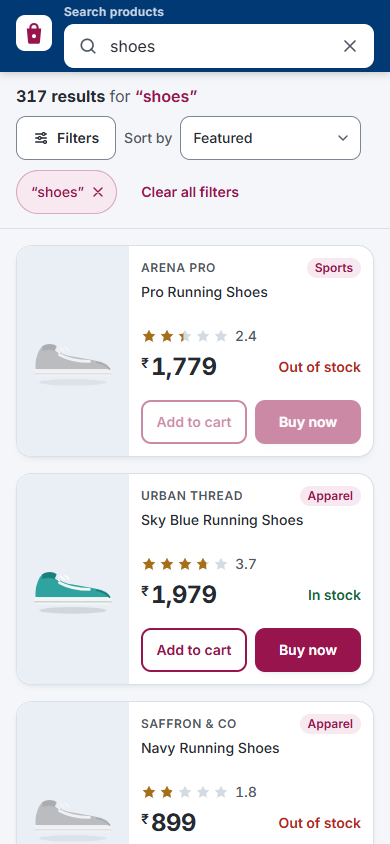 Search products
shoes
317 results for “shoes”
Filters
Sort by
Featured
“shoes”
Clear all filters
ARENA PRO
Sports
Pro Running Shoes
2.4
₹1,779
Out of stock
Add to cart
Buy now
URBAN THREAD
Apparel
Sky Blue Running Shoes
3.7
₹1,979
In stock
Add to cart
Buy now
SAFFRON & CO
Apparel
Navy Running Shoes
1.8
₹899
Out of stock